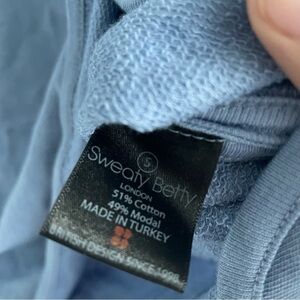 S
Sweaty Betty
LONDON
51% Cotton
49% Modal
MADE IN TURKEY
BRITISH DESIGN SINCE 1998